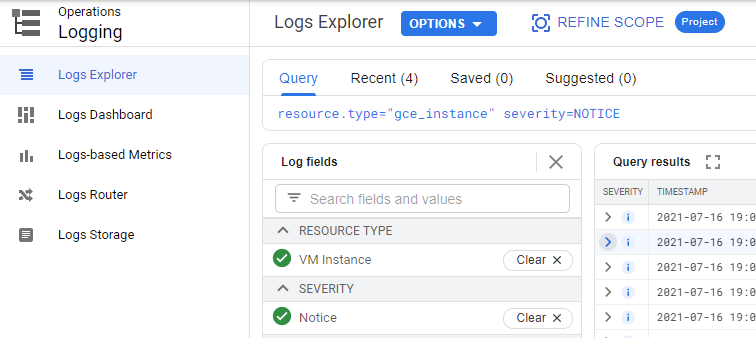 Operations
Logging
Logs Explorer
Logs Dashboard
Logs-based Metrics
Logs Router
Logs Storage
Logs Explorer OPTIONS REFINE SCOPE Project
Query Recent (4) Saved (0) Suggested (0)
resource.type="gce_instance" severity=NOTICE
Log fields
Search fields and values
RESOURCE TYPE
VM Instance Clear
SEVERITY
Notice Clear
Query results
SEVERITY TIMESTAMP
2021-07-16 19:0
2021-07-16 19:0
2021-07-16 19:0
2021-07-16 19:0
2021-07-16 19:0